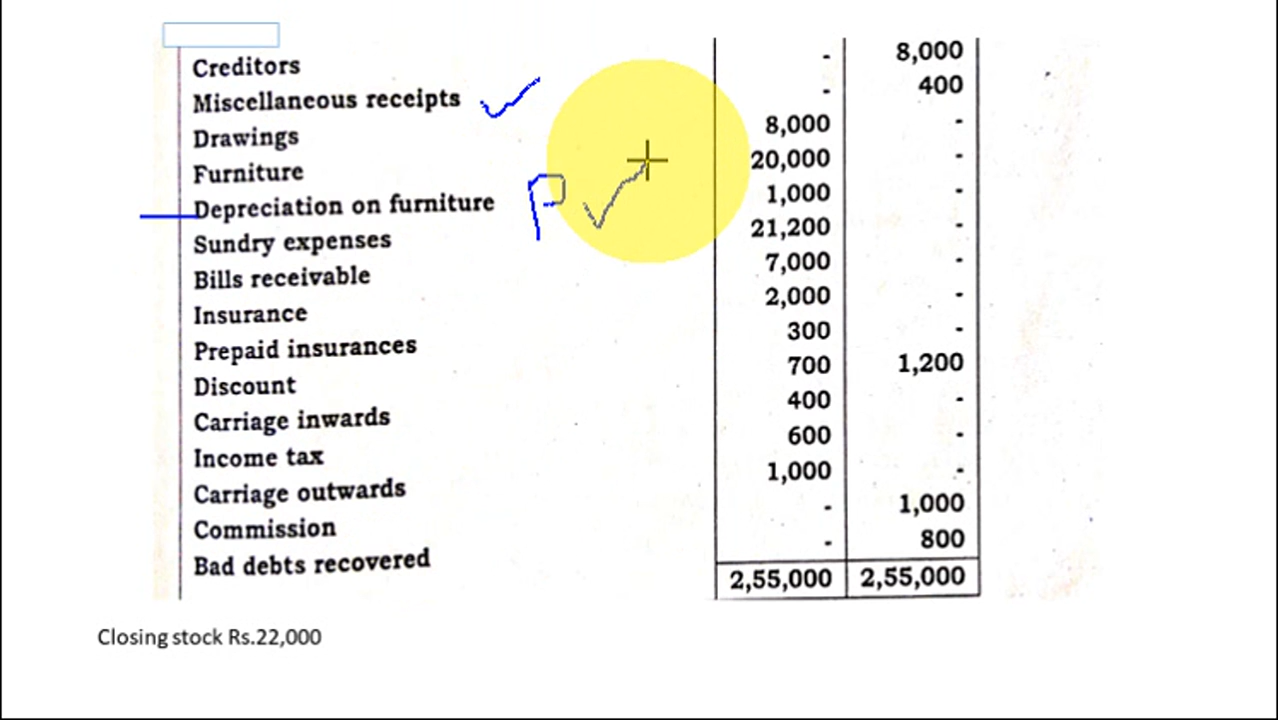 Creditors - 8,000
Miscellaneous receipts - 400
Drawings 8,000 -
Furniture 20,000 -
Depreciation on furniture P 1,000 -
Sundry expenses 21,200 -
Bills receivable 7,000 -
Insurance 2,000 -
Prepaid insurances 300 -
Discount 700 1,200
Carriage inwards 400 -
Income tax 600 -
Carriage outwards 1,000 -
Commission - 1,000
Bad debts recovered - 800
2,55,000 2,55,000
Closing stock Rs.22,000